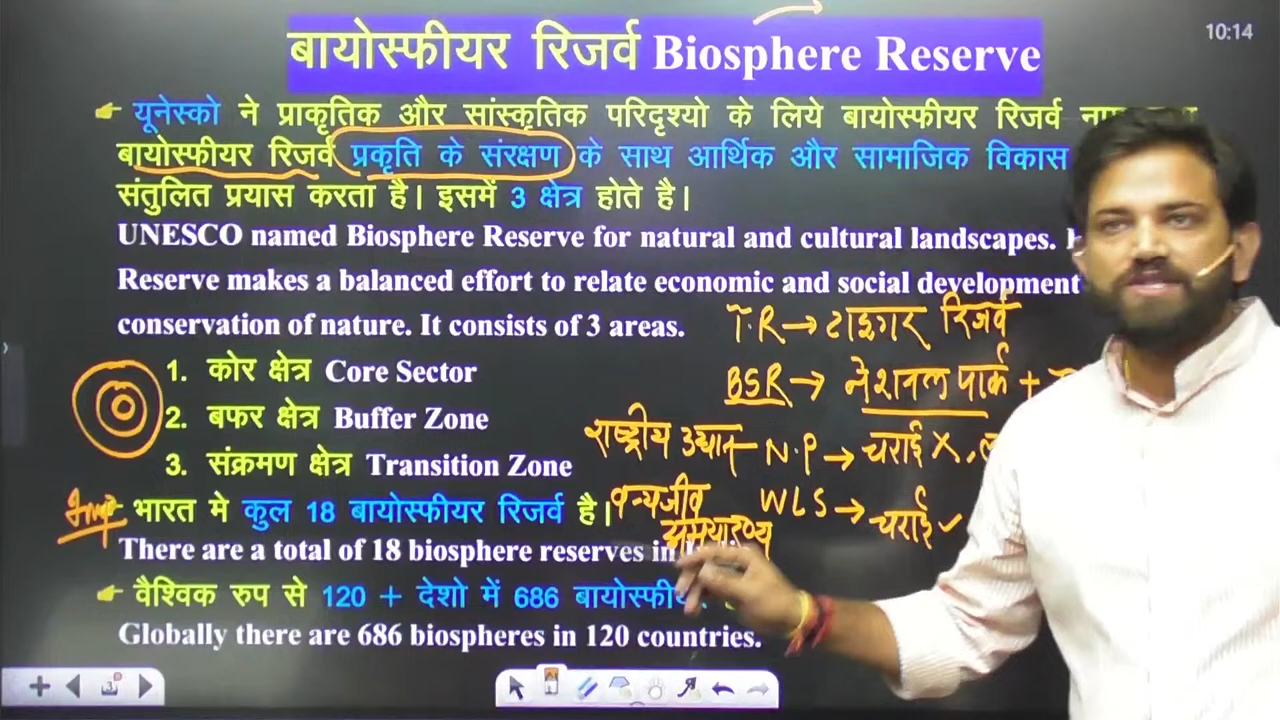 10:14
बायोस्फीयर रिजर्व Biosphere Reserve
यूनेस्को ने प्राकृतिक और सांस्कृतिक परिदृश्यो के लिये बायोस्फीयर रिजर्व
बायोस्फीयर रिजर्व प्रकृति के संरक्षण के साथ आर्थिक और सामाजिक विकास
संतुलित प्रयास करता है। इसमें 3 क्षेत्र होते है।
UNESCO named Biosphere Reserve for natural and cultural landscapes.
Reserve makes a balanced effort to relate economic and social development
conservation of nature. It consists of 3 areas.
T.R → टाइगर रिजर्व
1. कोर क्षेत्र Core Sector
BSR → नेशनल पार्क +
2. बफर क्षेत्र Buffer Zone
राष्ट्रीय उद्यान - N.P → चराई X,
3. संक्रमण क्षेत्र Transition Zone
Imp भारत मे कुल 18 बायोस्फीयर रिजर्व है।
वन्यजीव अभयारण्य WLS → चराई ✓
There are a total of 18 biosphere reserves in
वैश्विक रुप से 120 + देशो में 686
Globally there are 686 biospheres in 120 countries.